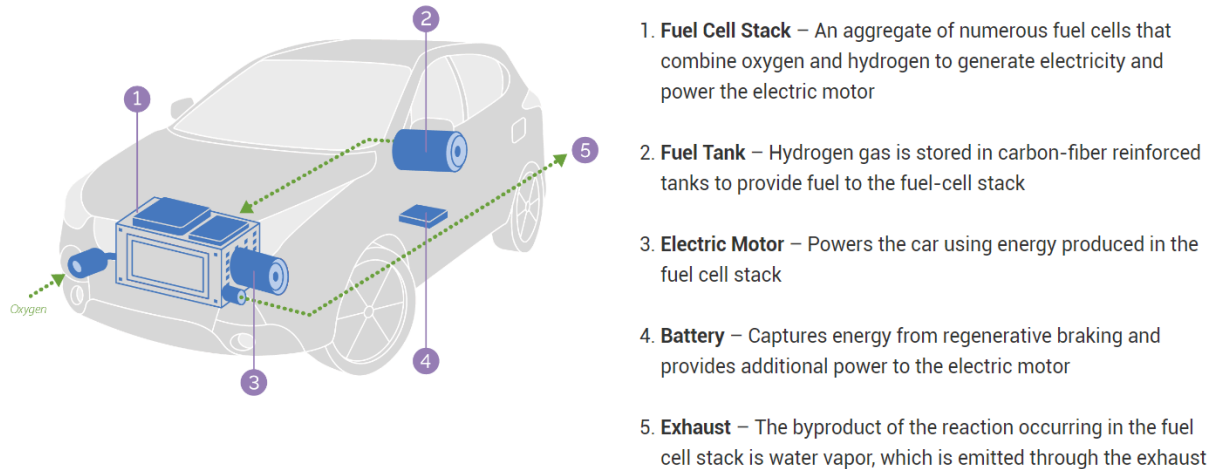 2
1
5
Oxygen
4
3
1. Fuel Cell Stack – An aggregate of numerous fuel cells that
combine oxygen and hydrogen to generate electricity and
power the electric motor
2. Fuel Tank – Hydrogen gas is stored in carbon-fiber reinforced
tanks to provide fuel to the fuel-cell stack
3. Electric Motor – Powers the car using energy produced in the
fuel cell stack
4. Battery – Captures energy from regenerative braking and
provides additional power to the electric motor
5. Exhaust – The byproduct of the reaction occurring in the fuel
cell stack is water vapor, which is emitted through the exhaust